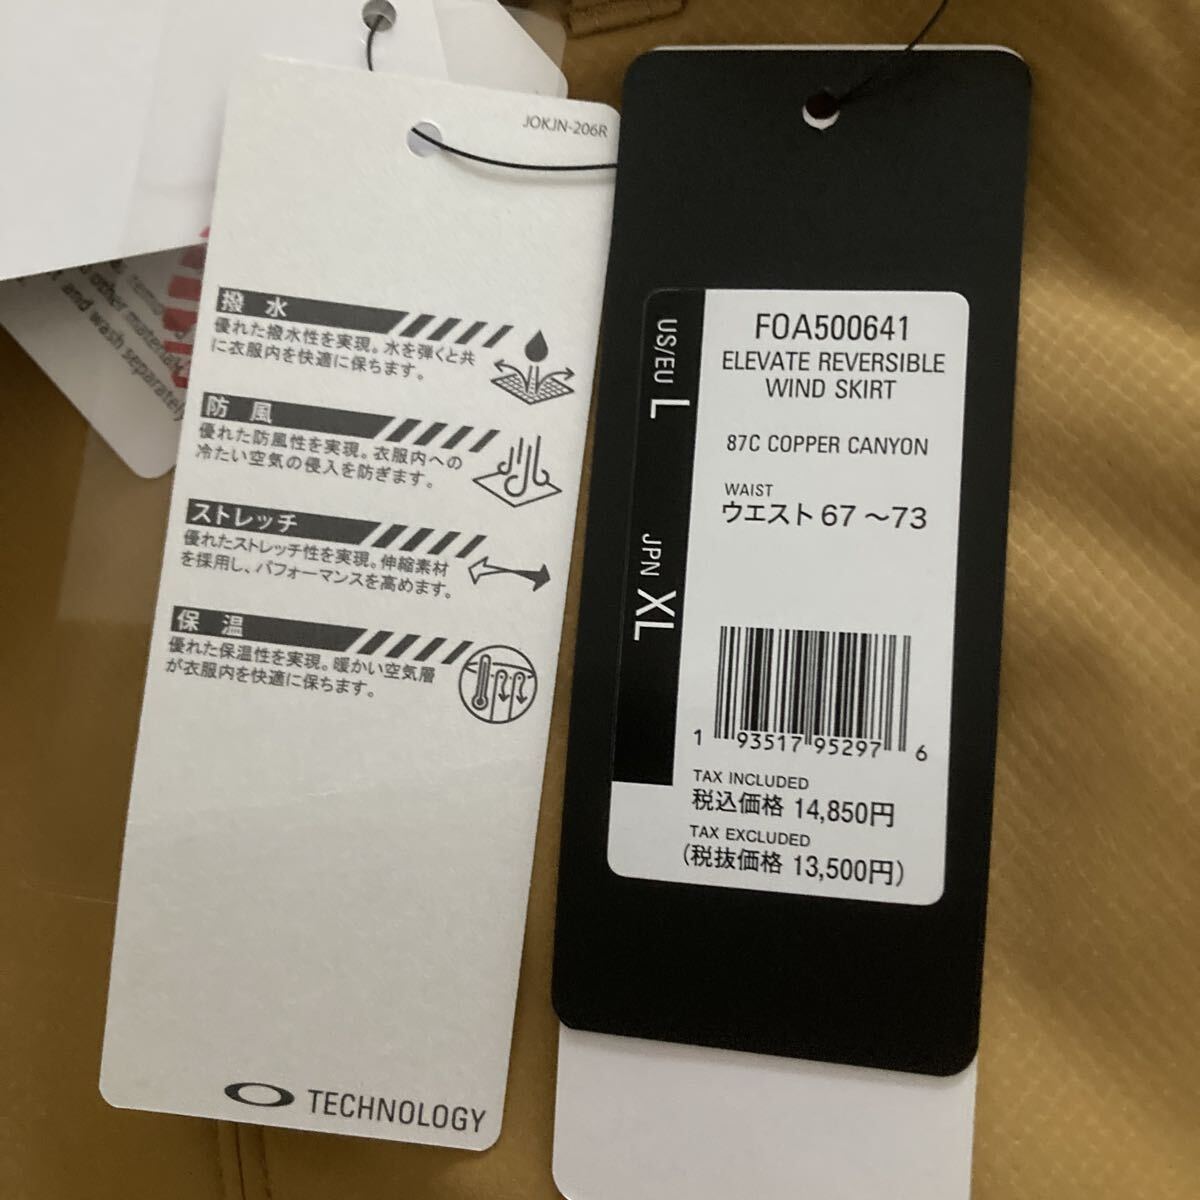 JOKJN-206R
撥水
優れた撥水性を実現。水を弾くと共
に衣服内を快適に保ちます。
防風
優れた防風性を実現。衣服内への
冷たい空気の侵入を防ぎます。
ストレッチ
優れたストレッチ性を実現。伸縮素材
を採用し、パフォーマンスを高めます。
保温
優れた保温性を実現。暖かい空気層
が衣服内を快適に保ちます。
TECHNOLOGY
other material
and wash separately
US/EU L
JPN XL
FOA500641
ELEVATE REVERSIBLE
WIND SKIRT
87C COPPER CANYON
WAIST
ウエスト 67 ～73
1 93517 95297 6
TAX INCLUDED
税込価格 14,850円
TAX EXCLUDED
(税抜価格 13,500円)